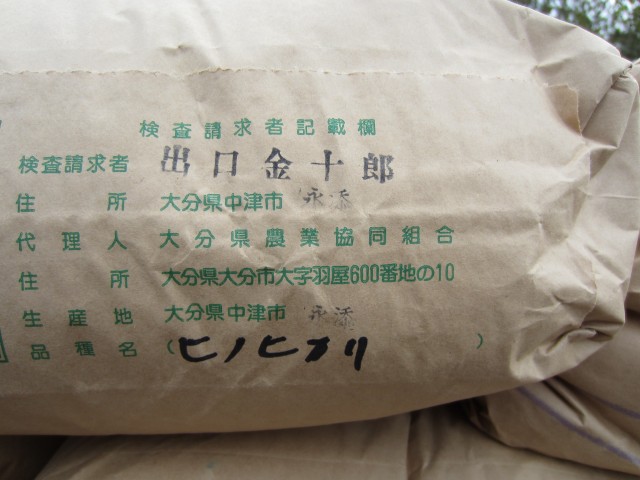 検査請求者記載欄
検査請求者 出口金十郎
住所 大分県中津市 永添
代理人 大分県農業協同組合
住所 大分県大分市大字羽屋600番地の10
生産地 大分県中津市 永添
品種名 (ヒノヒカリ)